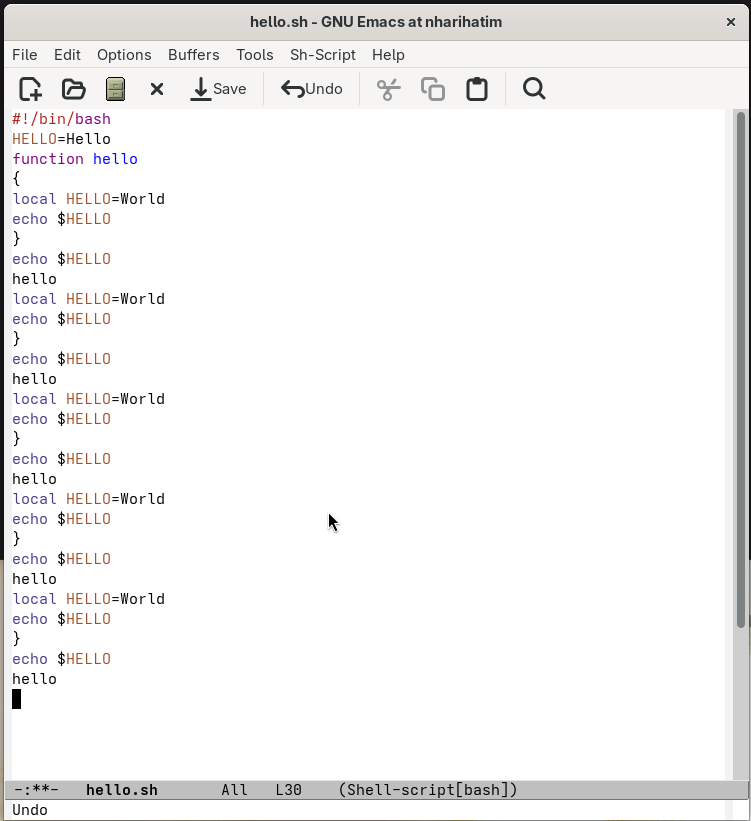 hello.sh - GNU Emacs at nharihatim
File Edit Options Buffers Tools Sh-Script Help
Save Undo
#!/bin/bash
HELLO=Hello
function hello
{
local HELLO=World
echo $HELLO
}
echo $HELLO
hello
local HELLO=World
echo $HELLO
}
echo $HELLO
hello
local HELLO=World
echo $HELLO
}
echo $HELLO
hello
local HELLO=World
echo $HELLO
}
echo $HELLO
hello
local HELLO=World
echo $HELLO
}
echo $HELLO
hello
-:**- hello.sh All L30 (Shell-script[bash])
Undo